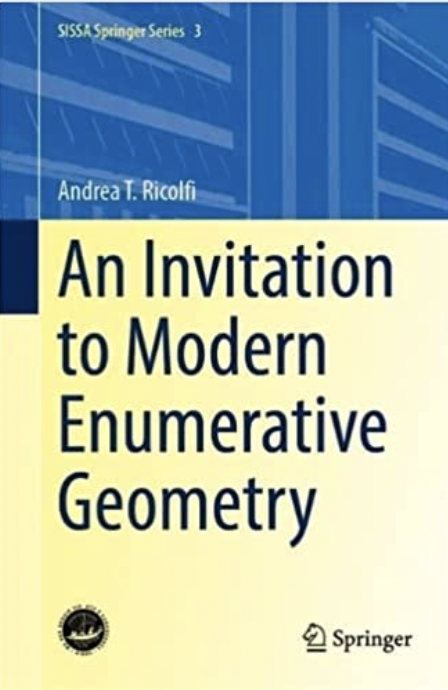 SISSA Springer Series 3
Andrea T. Ricolfi
An Invitation
to Modern
Enumerative
Geometry
Springer